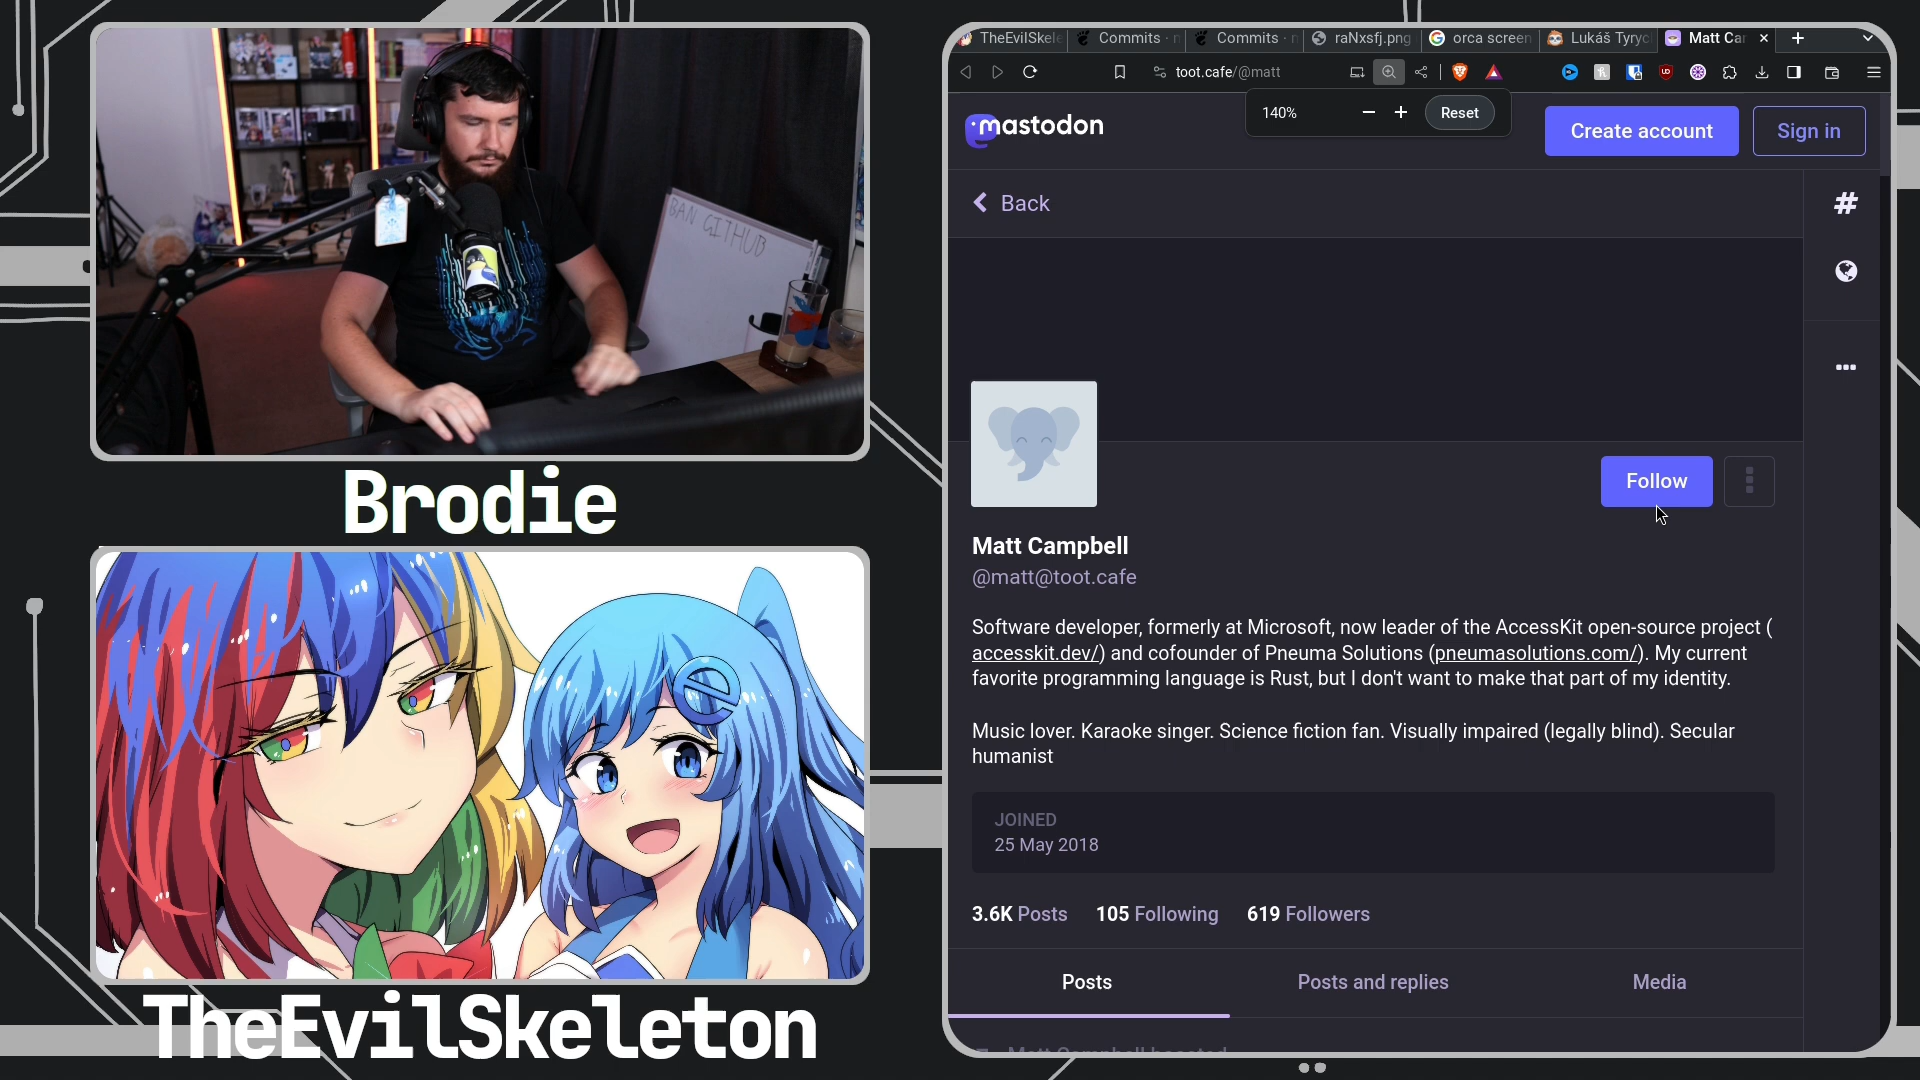 BAN GITHUB
Brodie
TheEvilSkeleton
TheEvilSkele
Commits · n
Commits · n
raNxsfj.png
orca screen
Lukáš Tyryc
Matt Ca
toot.cafe/@matt
140%
Reset
mastodon
Create account
Sign in
Back
Follow
Matt Campbell
@matt@toot.cafe
Software developer, formerly at Microsoft, now leader of the AccessKit open-source project (
accesskit.dev/) and cofounder of Pneuma Solutions (pneumasolutions.com/). My current
favorite programming language is Rust, but I don't want to make that part of my identity.
Music lover. Karaoke singer. Science fiction fan. Visually impaired (legally blind). Secular
humanist
JOINED
25 May 2018
3.6K Posts 105 Following 619 Followers
Posts
Posts and replies
Media
Matt Campbell boosted